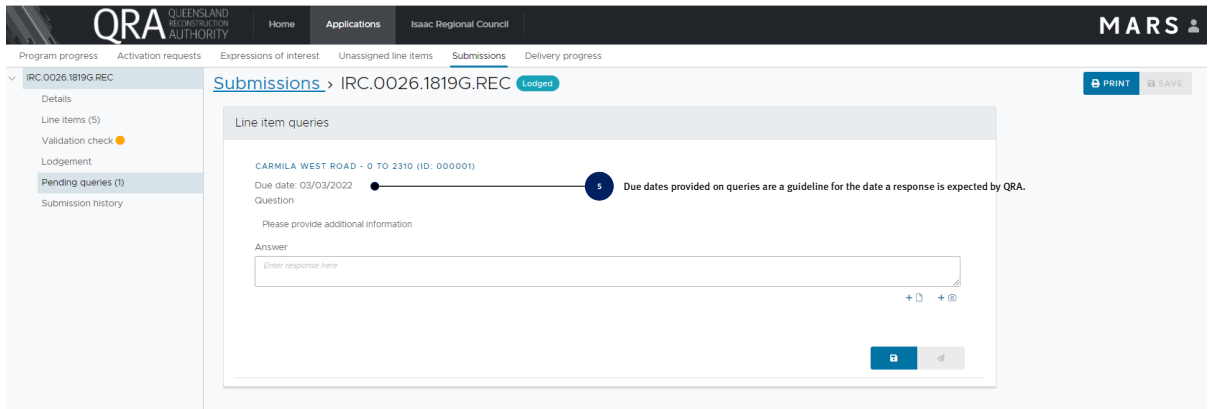 QRA QUEENSLAND RECONSTRUCTION AUTHORITY
Home Applications Isaac Regional Council
MARS
Program progress Activation requests Expressions of interest Unassigned line items Submissions Delivery progress
IRC.0026.1819G.REC
Details
Line items (5)
Validation check
Lodgement
Pending queries (1)
Submission history
Submissions > IRC.0026.1819G.REC Lodged
PRINT SAVE
Line item queries
CARMILA WEST ROAD - 0 TO 2310 (ID: 000001)
Due date: 03/03/2022
5 Due dates provided on queries are a guideline for the date a response is expected by QRA.
Question
Please provide additional information
Answer
Enter response here